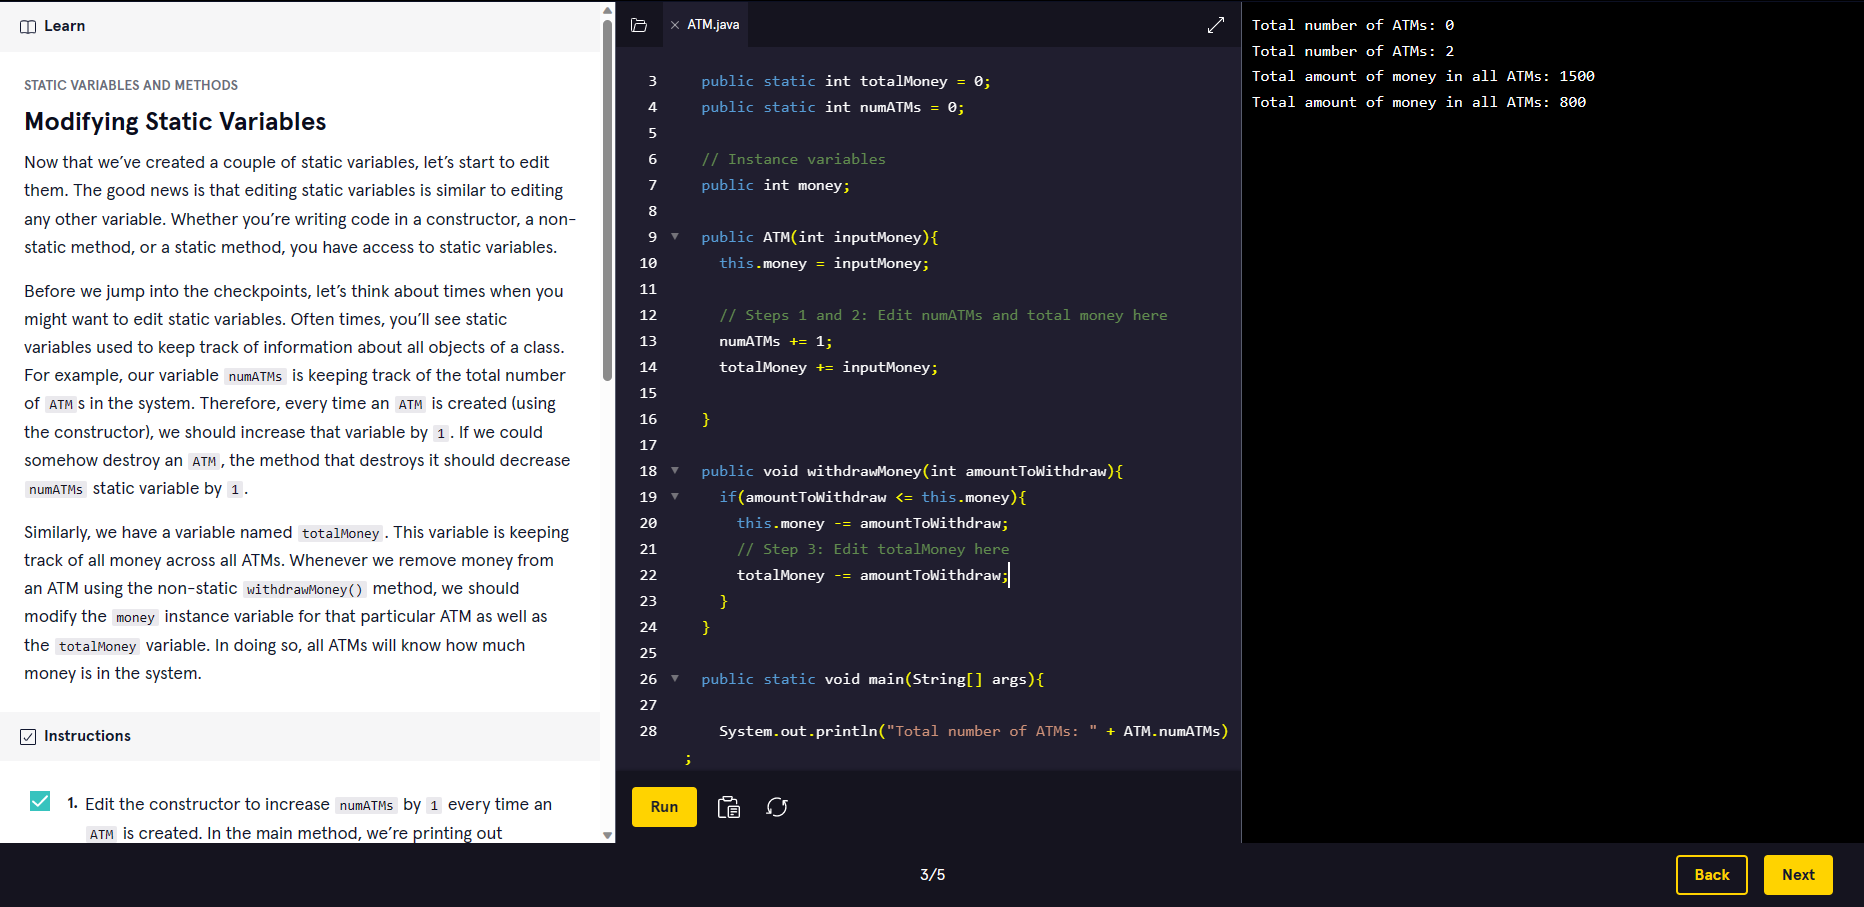 Learn
STATIC VARIABLES AND METHODS
Modifying Static Variables
Now that we’ve created a couple of static variables, let’s start to edit
them. The good news is that editing static variables is similar to editing
any other variable. Whether you’re writing code in a constructor, a non-
static method, or a static method, you have access to static variables.
Before we jump into the checkpoints, let’s think about times when you
might want to edit static variables. Often times, you’ll see static
variables used to keep track of information about all objects of a class.
For example, our variable numATMs is keeping track of the total number
of ATM s in the system. Therefore, every time an ATM is created (using
the constructor), we should increase that variable by 1 . If we could
somehow destroy an ATM , the method that destroys it should decrease
numATMs static variable by 1 .
Similarly, we have a variable named totalMoney . This variable is keeping
track of all money across all ATMs. Whenever we remove money from
an ATM using the non-static withdrawMoney() method, we should
modify the money instance variable for that particular ATM as well as
the totalMoney variable. In doing so, all ATMs will know how much
money is in the system.
Instructions
1. Edit the constructor to increase numATMs by 1 every time an
ATM is created. In the main method, we’re printing out
ATM.java
3 public static int totalMoney = 0;
4 public static int numATMs = 0;
5
6 // Instance variables
7 public int money;
8
9 public ATM(int inputMoney){
10 this.money = inputMoney;
11
12 // Steps 1 and 2: Edit numATMs and total money here
13 numATMs += 1;
14 totalMoney += inputMoney;
15
16 }
17
18 public void withdrawMoney(int amountToWithdraw){
19 if(amountToWithdraw <= this.money){
20 this.money -= amountToWithdraw;
21 // Step 3: Edit totalMoney here
22 totalMoney -= amountToWithdraw;
23 }
24 }
25
26 public static void main(String[] args){
27
28 System.out.println("Total number of ATMs: " + ATM.numATMs)
;
Run
Total number of ATMs: 0
Total number of ATMs: 2
Total amount of money in all ATMs: 1500
Total amount of money in all ATMs: 800
3/5
Back
Next